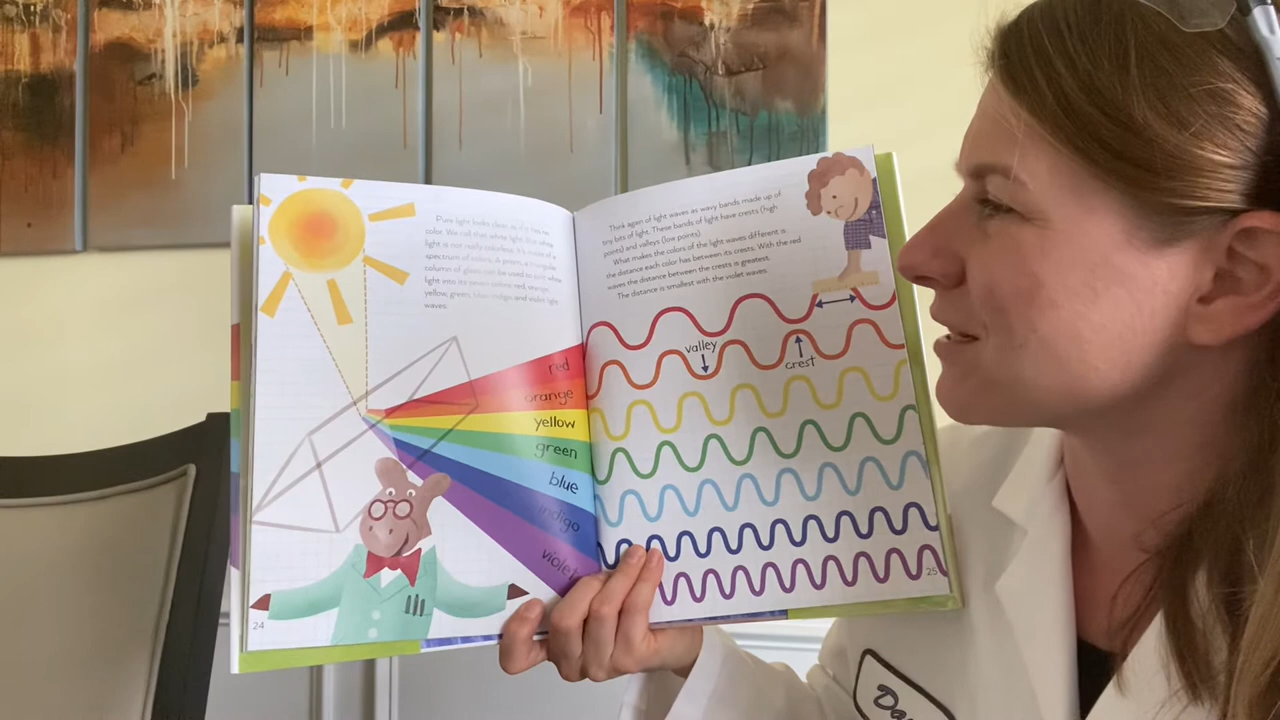 Pure light looks clear, as if it has no
color. We call that white light. But white
light is not really colorless. It's made of a
spectrum of colors. A prism, a triangular
column of glass can be used to split white
light into its seven colors: red, orange,
yellow, green, blue, indigo, and violet light
waves.
red
orange
yellow
green
blue
indigo
violet
24
Think again of light waves as wavy bands made up of
tiny bits of light. These bands of light have crests (high
points) and valleys (low points).
What makes the colors of the light waves different is
the distance each color has between its crests. With the red
waves the distance between the crests is greatest.
The distance is smallest with the violet waves.
valley
crest
25